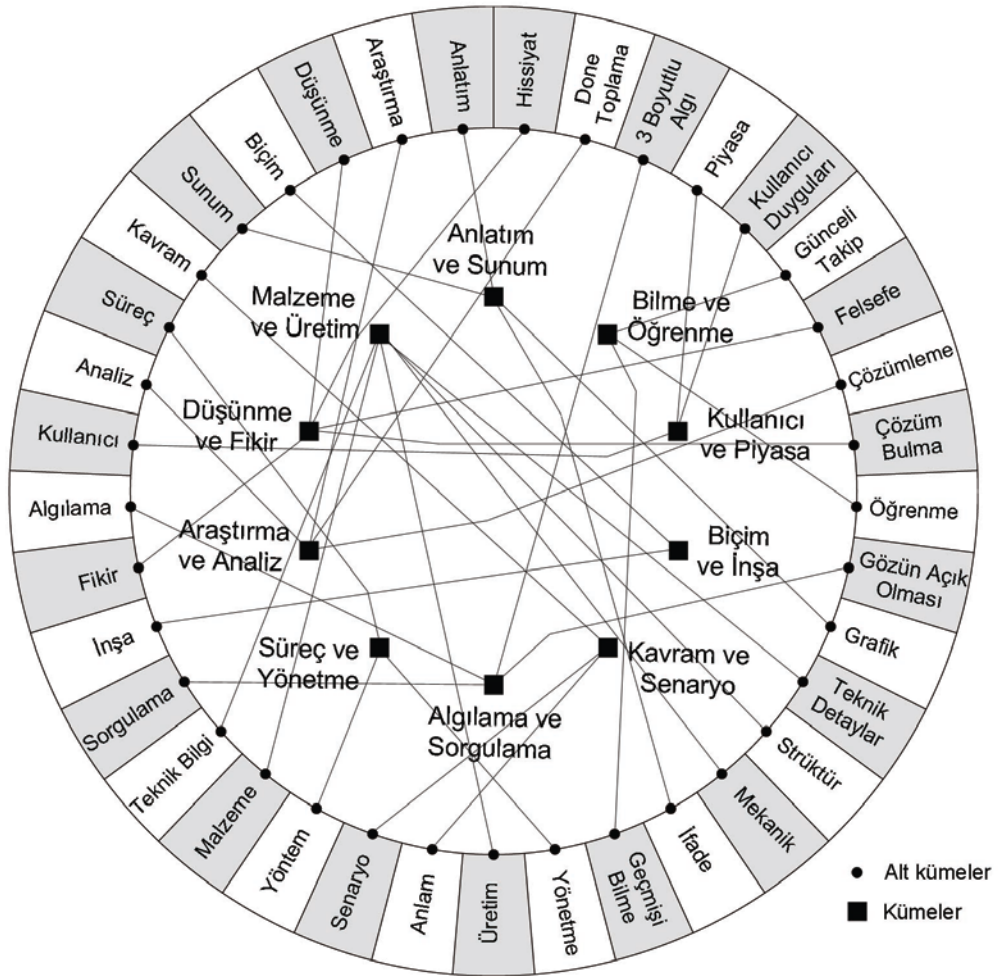 Hissiyat
Done
Toplama
3 Boyutlu
Algı
Piyasa
Kullanıcı
Duyguları
Günceli
Takip
Felsefe
Çözümleme
Çözüm
Bulma
Öğrenme
Gözün Açık
Olması
Grafik
Teknik
Detaylar
Strüktür
Mekanik
İfade
Geçmişi
Bilme
Yönetme
Üretim
Anlam
Senaryo
Yöntem
Malzeme
Teknik Bilgi
Sorgulama
İnşa
Fikir
Algılama
Kullanıcı
Analiz
Süreç
Kavram
Sunum
Biçim
Düşünme
Araştırma
Anlatım
Anlatım
ve Sunum
Malzeme
ve Üretim
Bilme ve
Öğrenme
Düşünme
ve Fikir
Kullanıcı
ve Piyasa
Araştırma
ve Analiz
Biçim
ve İnşa
Süreç ve
Yönetme
Kavram ve
Senaryo
Algılama ve
Sorgulama
Alt kümeler
Kümeler